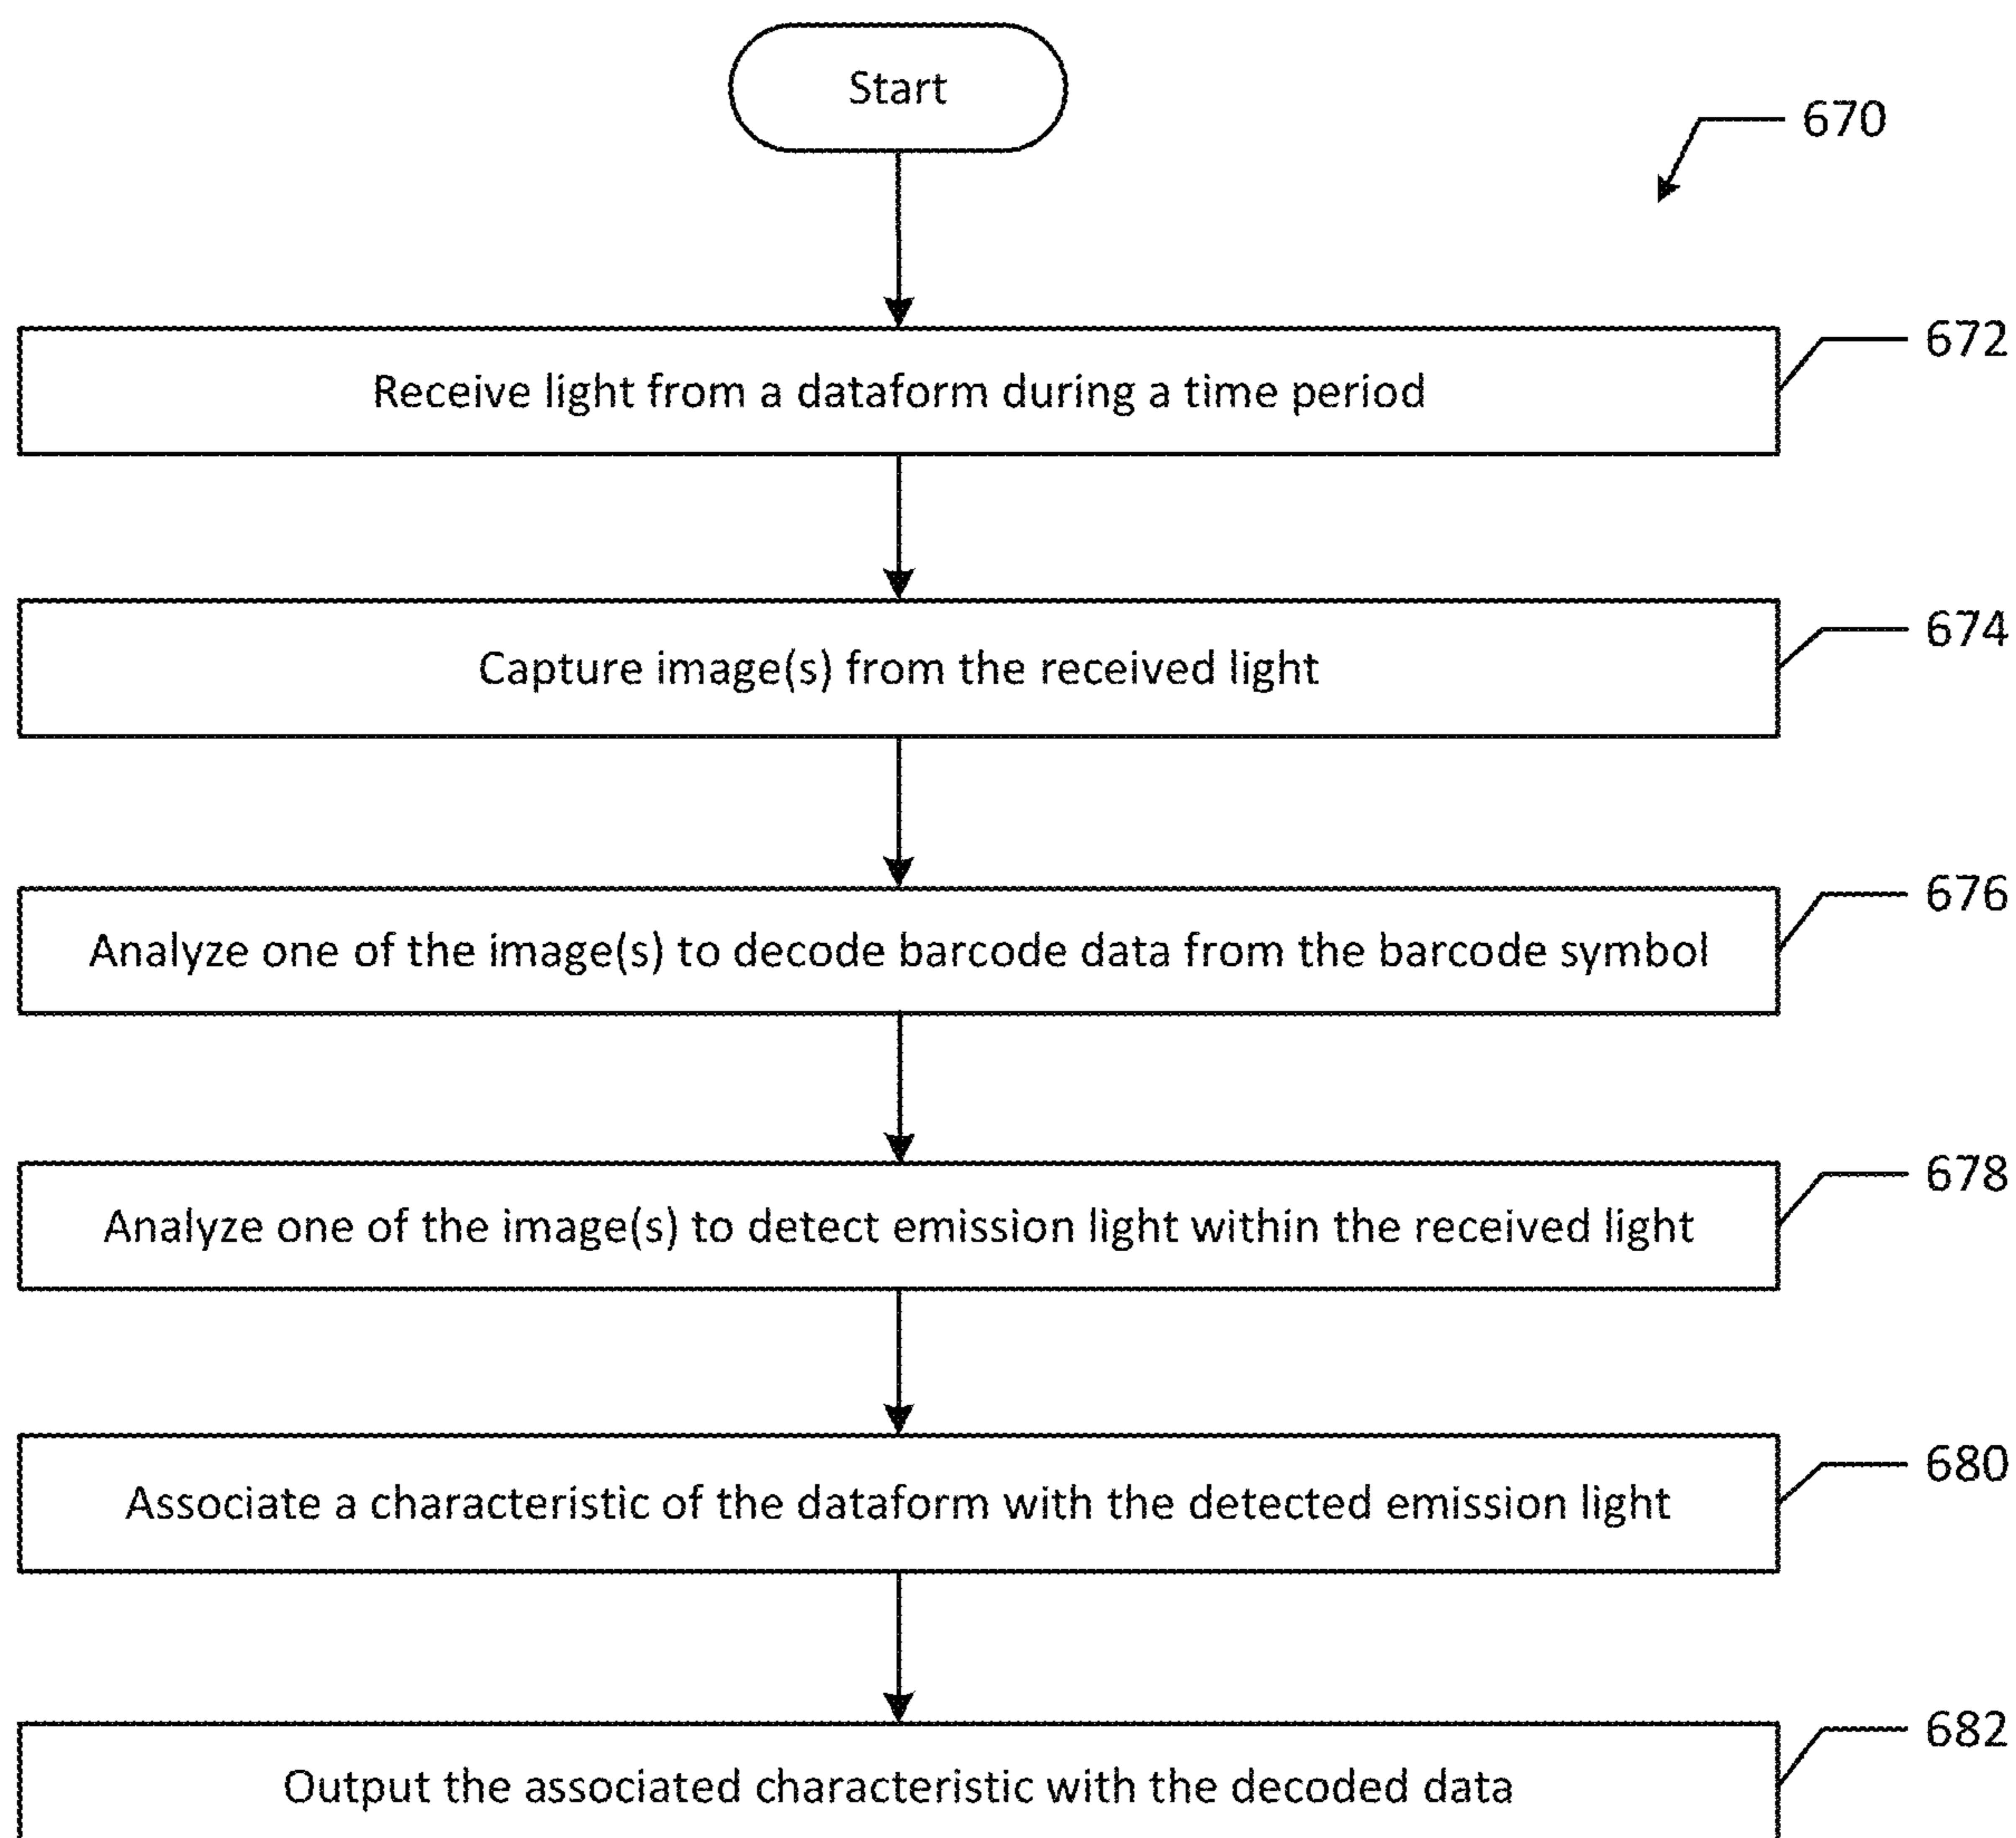 Start
670
672
Receive light from a dataform during a time period
674
Capture image(s) from the received light
676
Analyze one of the image(s) to decode barcode data from the barcode symbol
678
Analyze one of the image(s) to detect emission light within the received light
680
Associate a characteristic of the dataform with the detected emission light
682
Output the associated characteristic with the decoded data